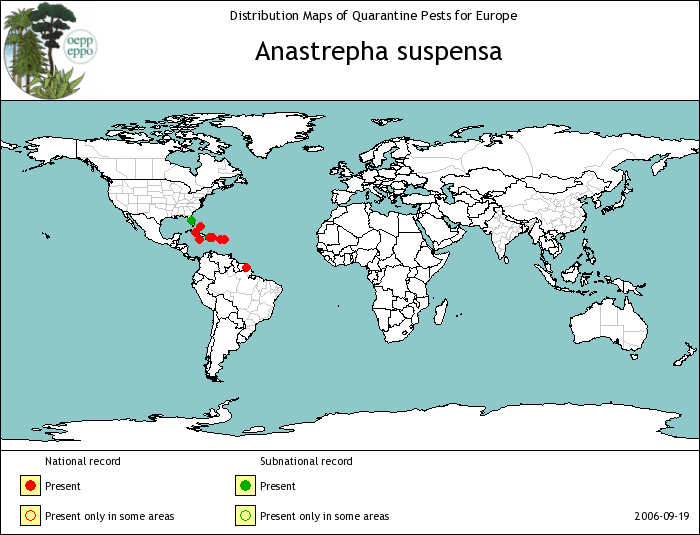 Distribution Maps of Quarantine Pests for Europe
Anastrepha suspensa
oepp
eppo
National record
Subnational record
Present
Present
Present only in some areas
Present only in some areas
2006-09-19